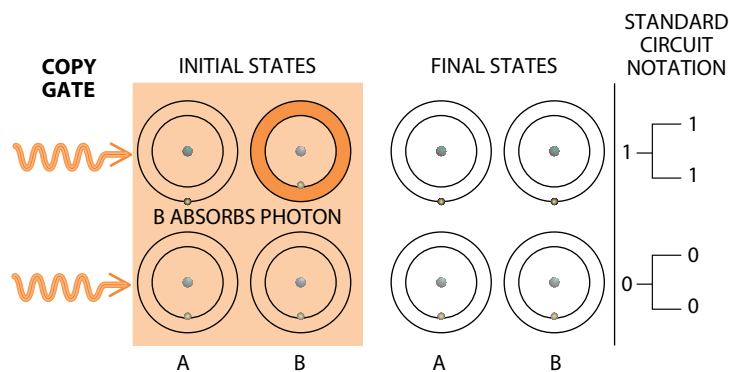 COPY
GATE
INITIAL STATES
FINAL STATES
STANDARD
CIRCUIT
NOTATION
1
1
1
B ABSORBS PHOTON
0
0
0
A
B
A
B